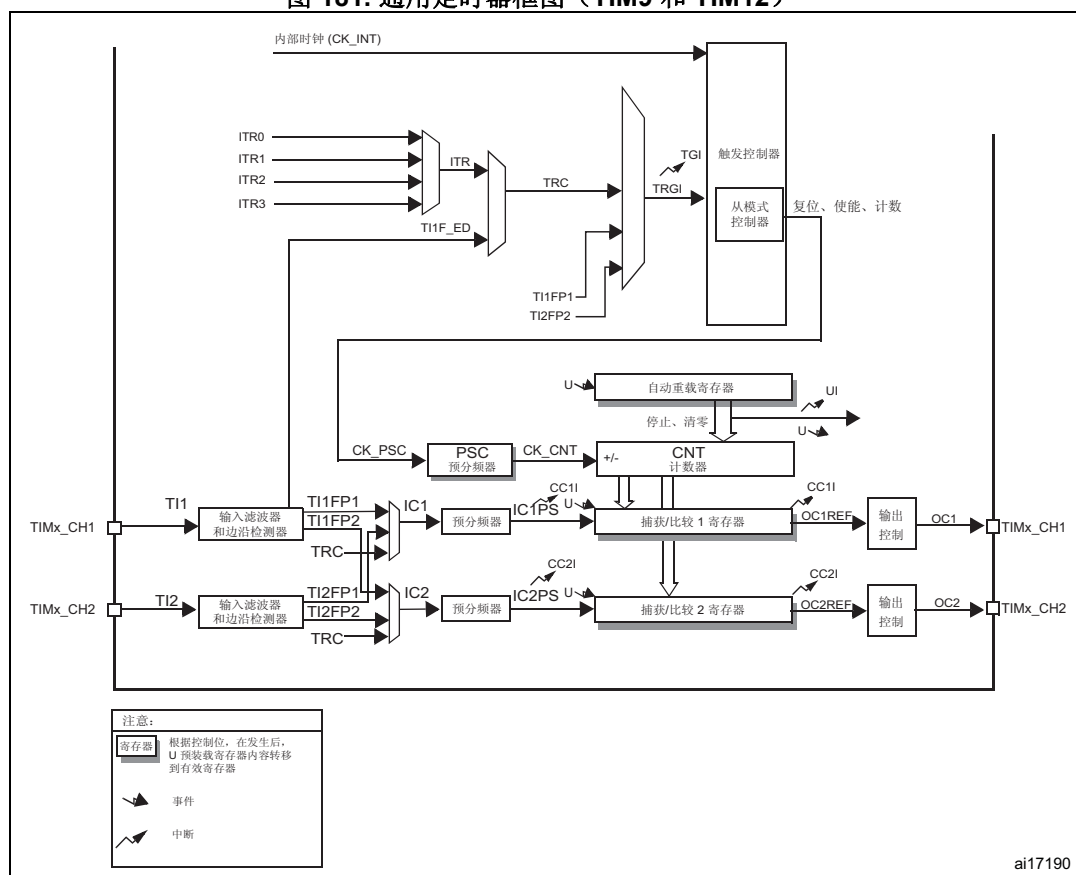 图 181. 通用定时器框图（TIM9 和 TIM12）
内部时钟 (CK_INT)
ITR0
ITR1
ITR2
ITR3
ITR
TI1F_ED
TRC
TI1FP1
TI2FP2
TGI
TRGI
触发控制器
从模式
控制器
复位、使能、计数
U
自动重载寄存器
UI
停止、清零
U
CK_PSC
PSC
预分频器
CK_CNT
+/-
CNT
计数器
TIMx_CH1
TI1
输入滤波器
和边沿检测器
TI1FP1
TI1FP2
TRC
IC1
预分频器
CC1I
IC1PS
U
捕获/比较 1 寄存器
CC1I
OC1REF
输出
控制
OC1
TIMx_CH1
TIMx_CH2
TI2
输入滤波器
和边沿检测器
TI2FP1
TI2FP2
TRC
IC2
预分频器
CC2I
IC2PS
U
捕获/比较 2 寄存器
CC2I
OC2REF
输出
控制
OC2
TIMx_CH2
注意：
寄存器
根据控制位，在发生后，
U 预装载寄存器内容转移
到有效寄存器
事件
中断
ai17190